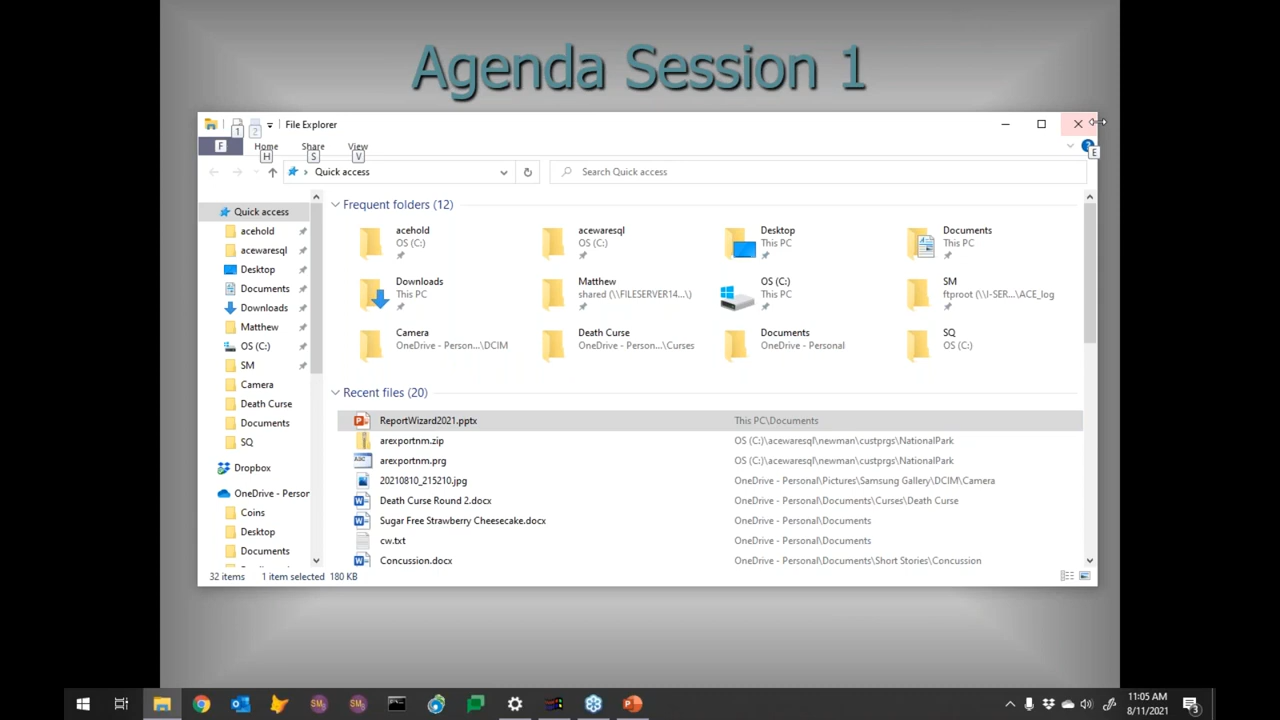 Agenda Session 1
1 2 File Explorer
F Home Share View E
H S V
Quick access Search Quick access
Quick access
acehold
acewaresql
Desktop
Documents
Downloads
Matthew
OS (C:)
SM
Camera
Death Curse
Documents
SQ
Dropbox
OneDrive - Person
Coins
Desktop
Documents
Frequent folders (12)
acehold
OS (C:)
acewaresql
OS (C:)
Desktop
This PC
Documents
This PC
Downloads
This PC
Matthew
shared (\\FILESERVER14...\)
OS (C:)
This PC
SM
ftproot (\\I-SER...\ACE_log
Camera
OneDrive - Person...\DCIM
Death Curse
OneDrive - Person...\Curses
Documents
OneDrive - Personal
SQ
OS (C:)
Recent files (20)
ReportWizard2021.pptx This PC\Documents
arexportnm.zip OS (C:)\acewaresql\newman\custprgs\NationalPark
arexportnm.prg OS (C:)\acewaresql\newman\custprgs\NationalPark
20210810_215210.jpg OneDrive - Personal\Pictures\Samsung Gallery\DCIM\Camera
Death Curse Round 2.docx OneDrive - Personal\Documents\Curses\Death Curse
Sugar Free Strawberry Cheesecake.docx OneDrive - Personal\Documents
cw.txt OneDrive - Personal\Documents
Concussion.docx OneDrive - Personal\Documents\Short Stories\Concussion
32 items 1 item selected 180 KB
11:05 AM
8/11/2021
3